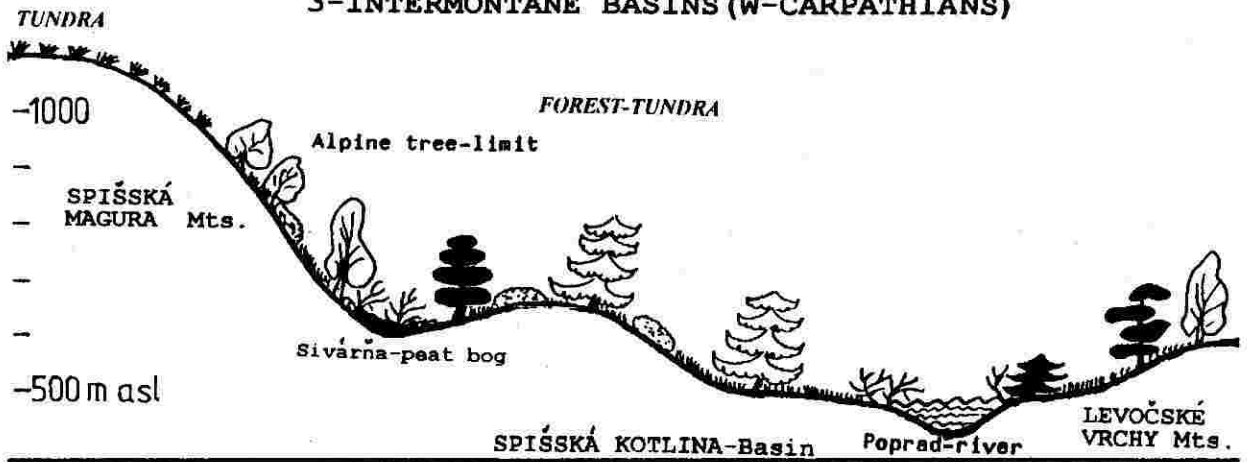 3-INTERMONTANE BASINS (W-CARPATHIANS)
TUNDRA
-1000
FOREST-TUNDRA
Alpine tree-limit
SPIŠSKÁ
MAGURA Mts.
Sivárňa-peat bog
-500 m asl
SPIŠSKÁ KOTLINA-Basin
Poprad-river
LEVOČSKÉ
VRCHY Mts.